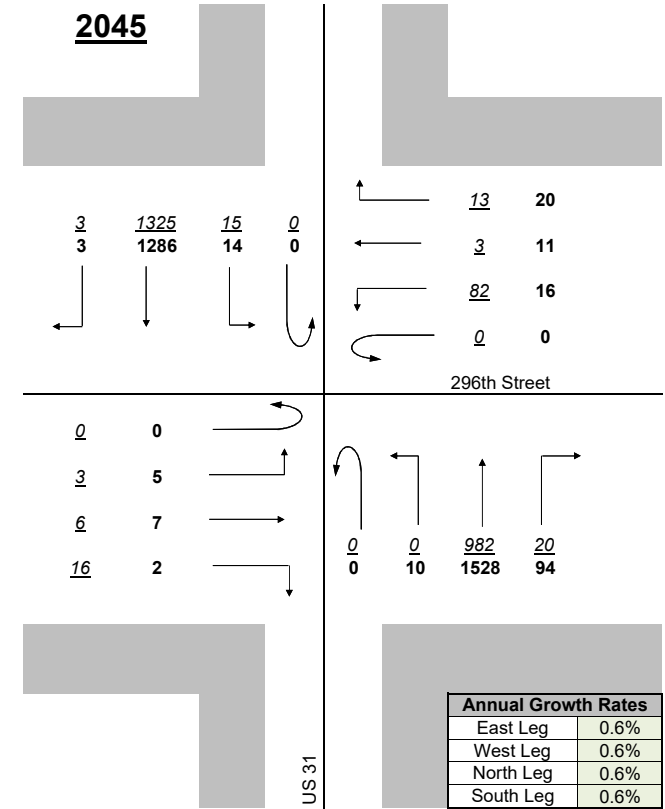 2045
3 1325 15 0
3 1286 14 0
13 20
3 11
82 16
0 0
296th Street
0 0
3 5
6 7
16 2
0 0 982 20
0 10 1528 94
US 31
Annual Growth Rates
East Leg 0.6%
West Leg 0.6%
North Leg 0.6%
South Leg 0.6%